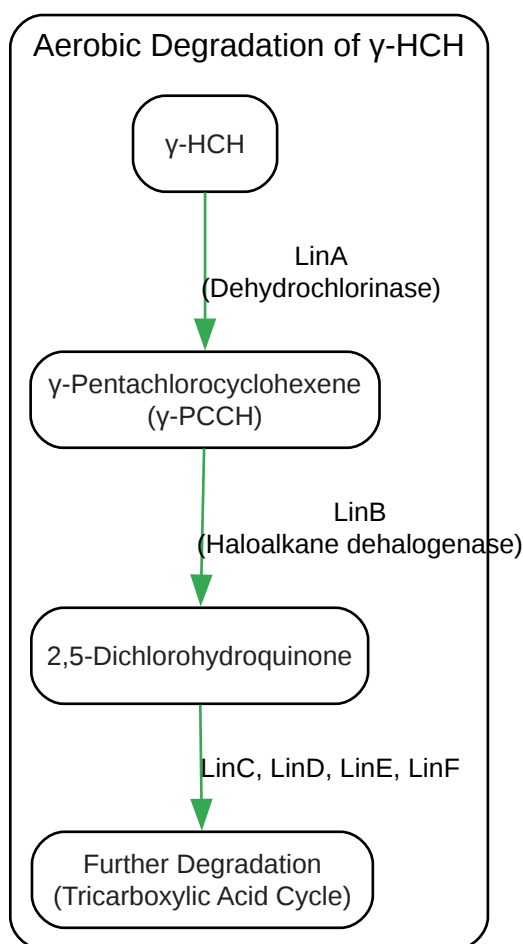 Aerobic Degradation of γ-HCH
γ-HCH
LinA
(Dehydrochlorinase)
γ-Pentachlorocyclohexene
(γ-PCCH)
LinB
(Haloalkane dehalogenase)
2,5-Dichlorohydroquinone
LinC, LinD, LinE, LinF
Further Degradation
(Tricarboxylic Acid Cycle)